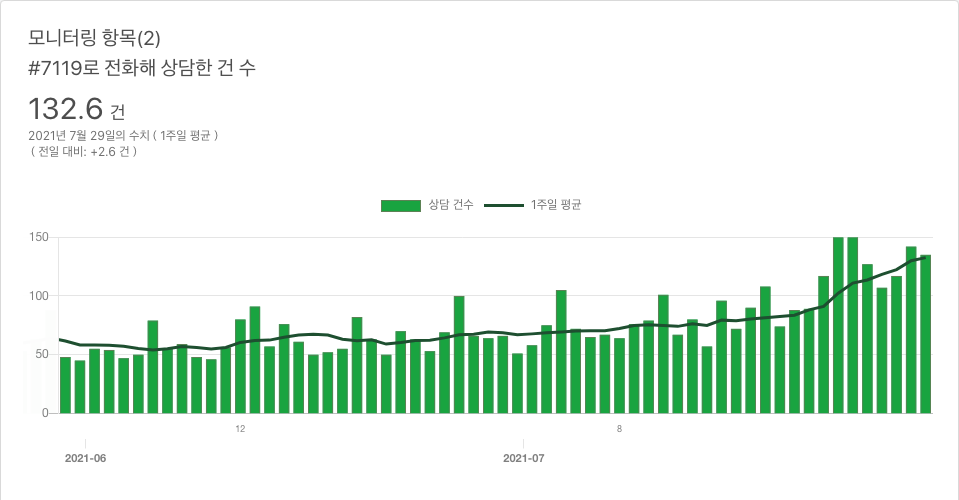 모니터링 항목(2)
#7119로 전화해 상담한 건 수
132.6 건
2021년 7월 29일의 수치 ( 1주일 평균 )
( 전일 대비: +2.6 건 )
상담 건수 1주일 평균
150
100
50
0
12 8
2021-06 2021-07